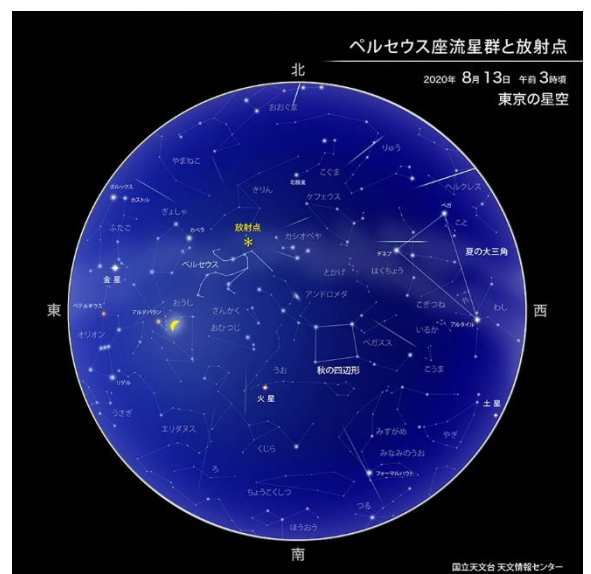 ペルセウス座流星群と放射点
2020年 8月 13日 午前 3時頃
東京の星空
北
おおぐま
りゅう
やまねこ
こぐま
北極星
きりん
ケフェウス
ヘルクレス
ポルックス
カストル
ふたご
ぎょしゃ
カペラ
放射点
カシオペヤ
ベガ
こと
デネブ
夏の大三角
ペルセウス
とかげ
はくちょう
金星
アンドロメダ
こぎつね
や
わし
東
ベテルギウス
アルデバラン
おうし
さんかく
おひつじ
西
オリオン
ペガスス
いるか
アルタイル
うお
秋の四辺形
こうま
リゲル
火星
うさぎ
土星
エリダヌス
みずがめ
やぎ
くじら
みなみのうお
ろ
フォーマルハウト
ちょうこくしつ
つる
ほうおう
南
国立天文台 天文情報センター